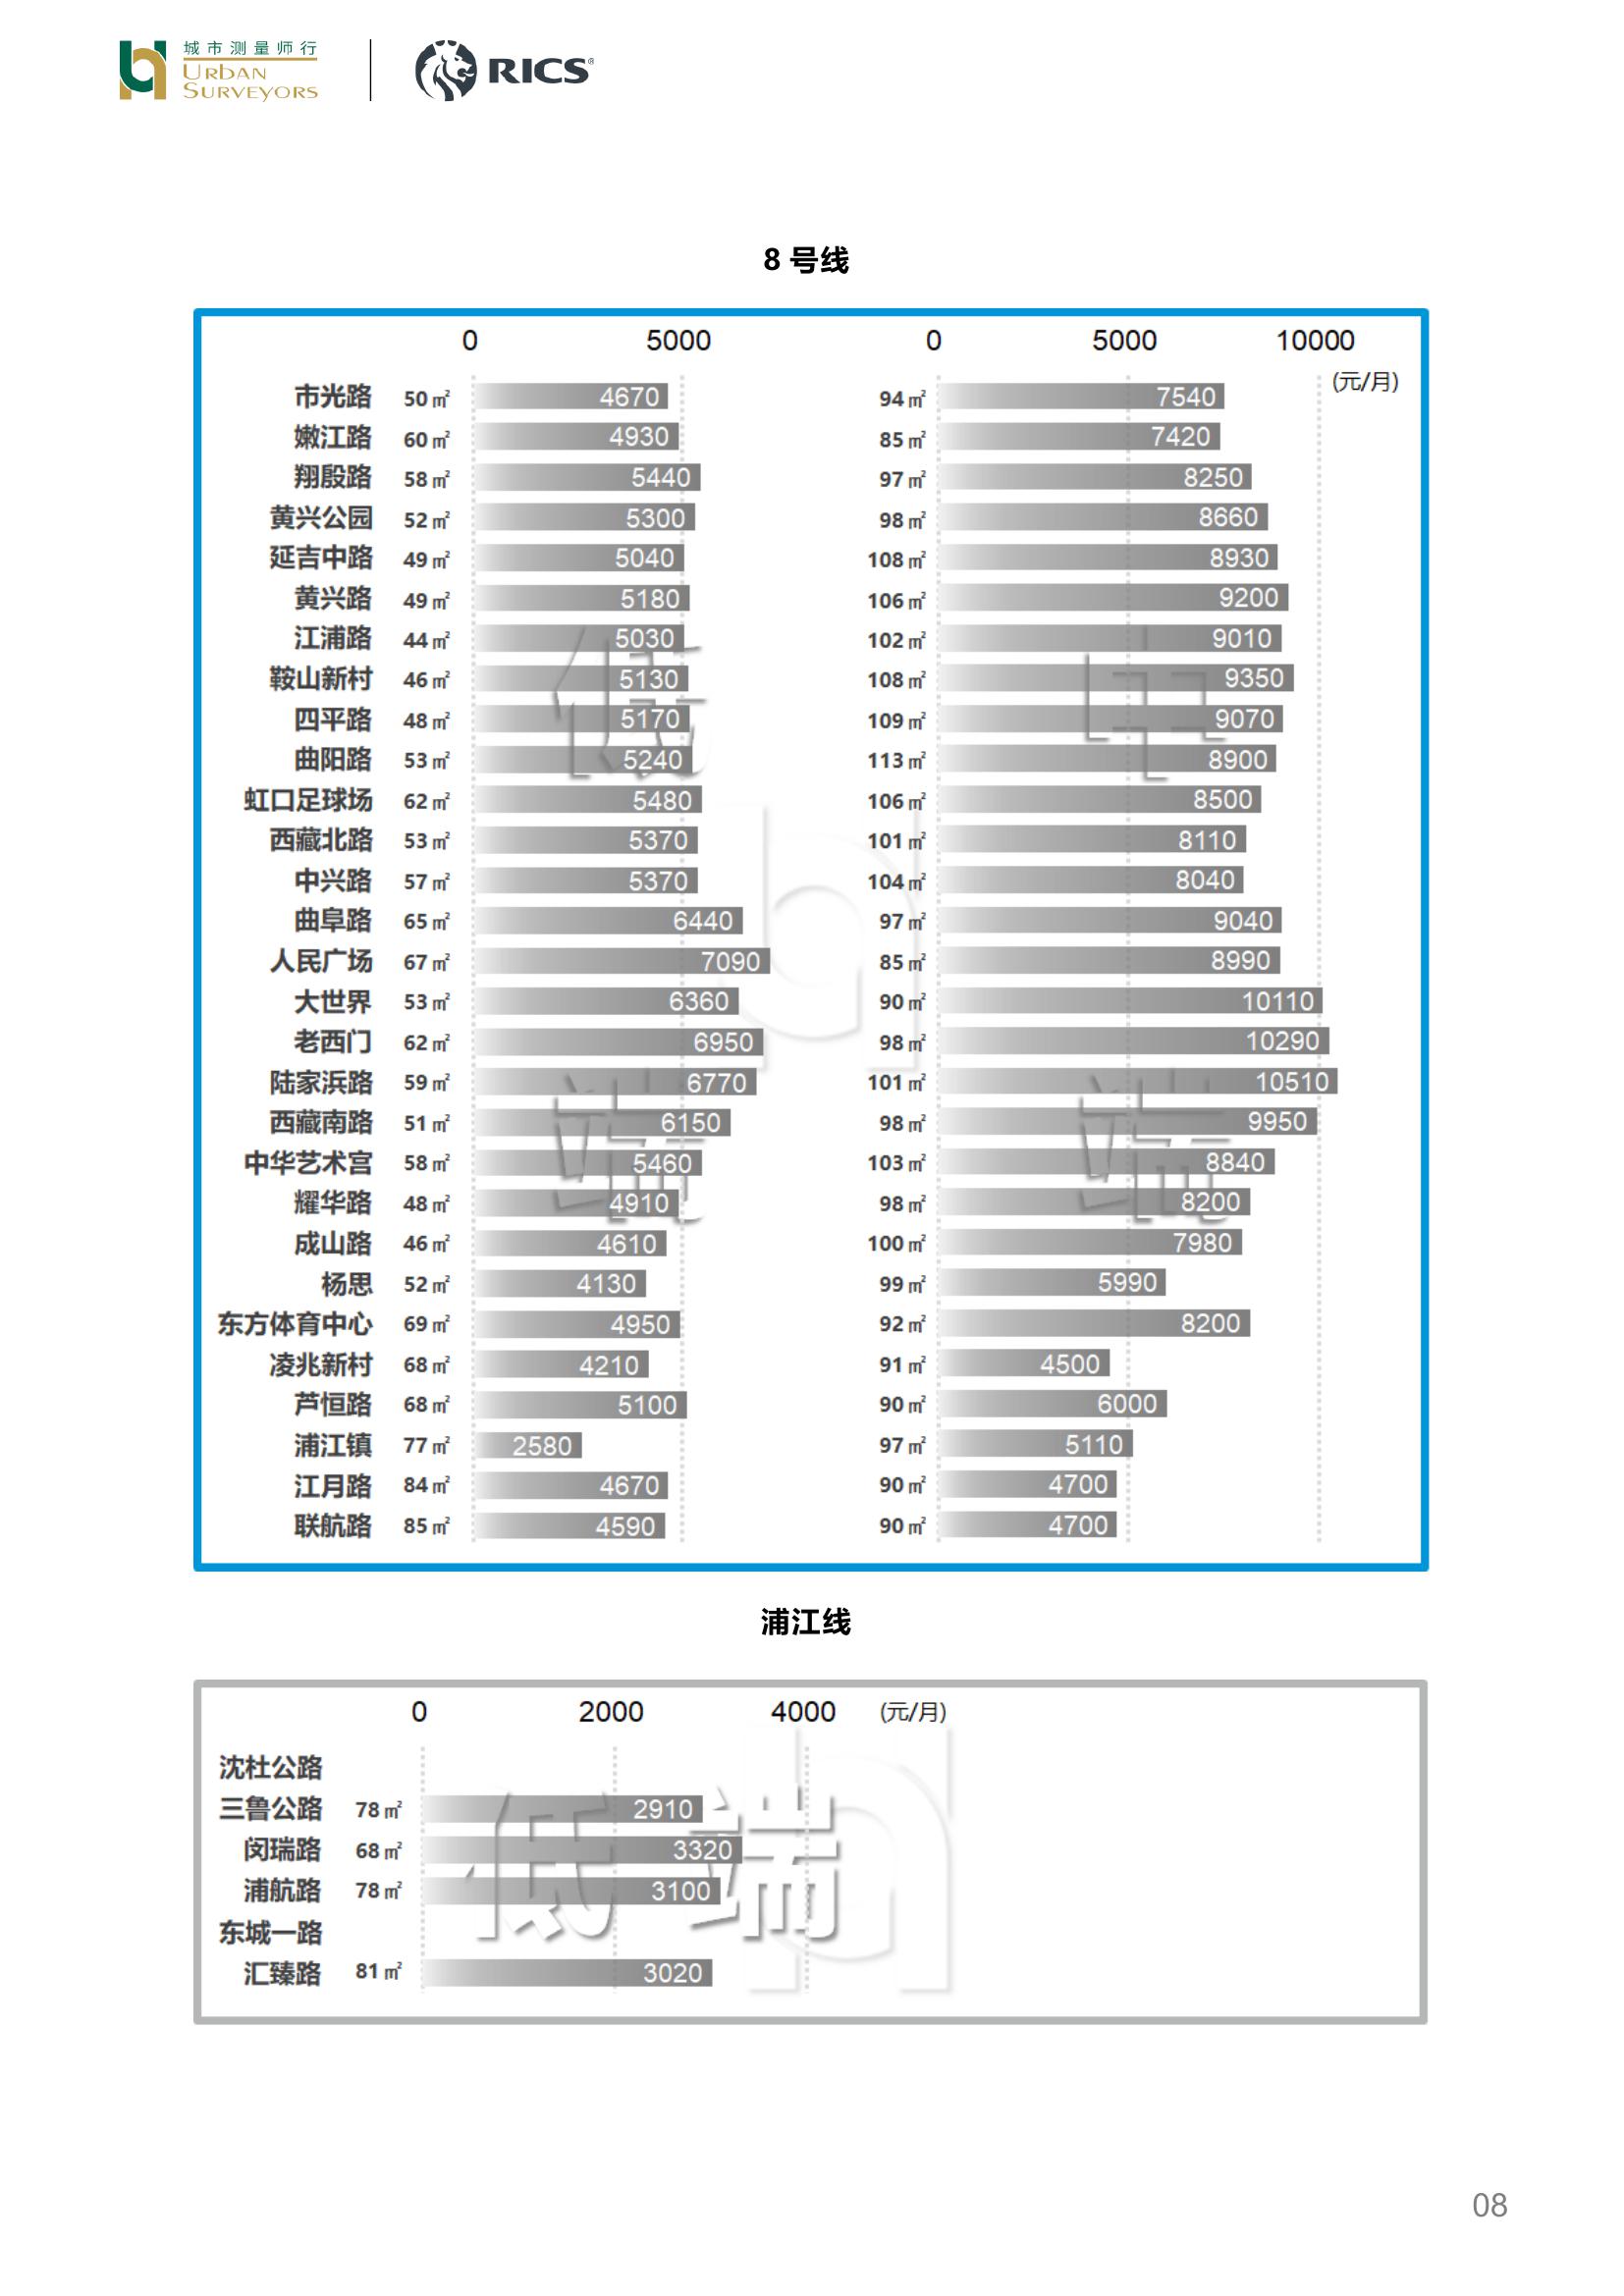 城市测量师行
URBAN
SURVEYORS
RICS®
8 号线
0 5000 0 5000 10000
(元/月)
市光路 50㎡ 4670 94㎡ 7540
嫩江路 60㎡ 4930 85㎡ 7420
翔殷路 58㎡ 5440 97㎡ 8250
黄兴公园 52㎡ 5300 98㎡ 8660
延吉中路 49㎡ 5040 108㎡ 8930
黄兴路 49㎡ 5180 106㎡ 9200
江浦路 44㎡ 5030 102㎡ 9010
鞍山新村 46㎡ 5130 108㎡ 9350
四平路 48㎡ 5170 109㎡ 9070
曲阳路 53㎡ 5240 113㎡ 8900
虹口足球场 62㎡ 5480 106㎡ 8500
西藏北路 53㎡ 5370 101㎡ 8110
中兴路 57㎡ 5370 104㎡ 8040
曲阜路 65㎡ 6440 97㎡ 9040
人民广场 67㎡ 7090 85㎡ 8990
大世界 53㎡ 6360 90㎡ 10110
老西门 62㎡ 6950 98㎡ 10290
陆家浜路 59㎡ 6770 101㎡ 10510
西藏南路 51㎡ 6150 98㎡ 9950
中华艺术宫 58㎡ 5460 103㎡ 8840
耀华路 48㎡ 4910 98㎡ 8200
成山路 46㎡ 4610 100㎡ 7980
杨思 52㎡ 4130 99㎡ 5990
东方体育中心 69㎡ 4950 92㎡ 8200
凌兆新村 68㎡ 4210 91㎡ 4500
芦恒路 68㎡ 5100 90㎡ 6000
浦江镇 77㎡ 2580 97㎡ 5110
江月路 84㎡ 4670 90㎡ 4700
联航路 85㎡ 4590 90㎡ 4700
低端
中端
浦江线
0 2000 4000 (元/月)
沈杜公路
三鲁公路 78㎡ 2910
闵瑞路 68㎡ 3320
浦航路 78㎡ 3100
东城一路
汇臻路 81㎡ 3020
低端
08